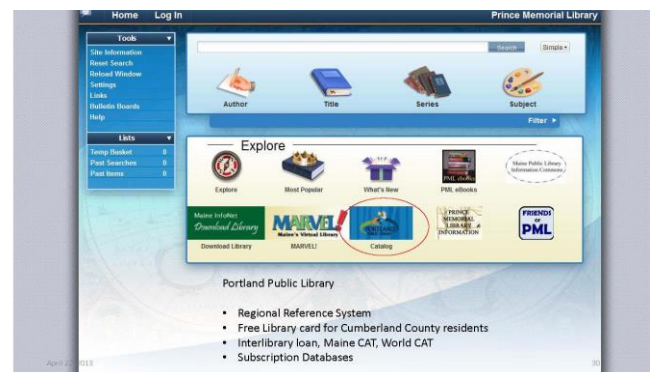 Home Log In Prince Memorial Library
Tools
Site Information
Reset Search
Reload Window
Settings
Links
Bulletin Boards
Help
Lists
Temp Basket 0
Past Searches 0
Past Items 0
Search Simple
Author Title Series Subject
Filter
Explore
Explore Most Popular What's New PML eBooks
PML ebooks
Maine Public Library
Information Commons
Maine InfoNet
Download Library
MARVEL!
Maine's Virtual Library
PORTLAND
PRINCE
MEMORIAL
LIBRARY
INFORMATION
FRIENDS
OF
PML
Download Library MARVEL! Catalog
Portland Public Library
• Regional Reference System
• Free Library card for Cumberland County residents
• Interlibrary loan, Maine CAT, World CAT
• Subscription Databases
2013
30